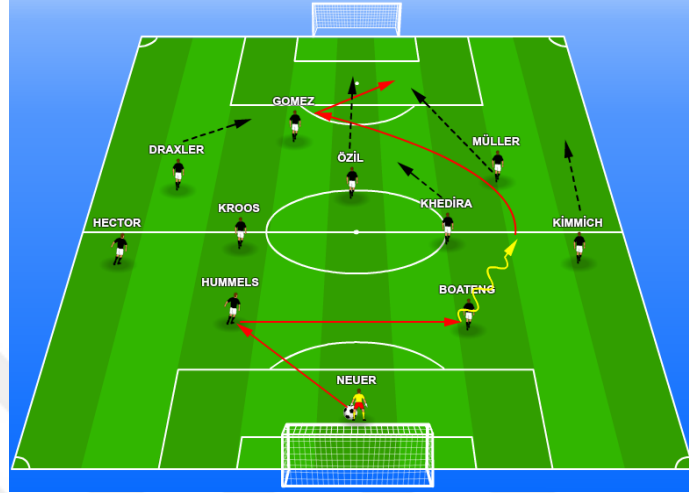 GOMEZ
DRAXLER
ÖZİL
MÜLLER
HECTOR
KROOS
KHEDİRA
KİMMİCH
HUMMELS
BOATENG
NEUER